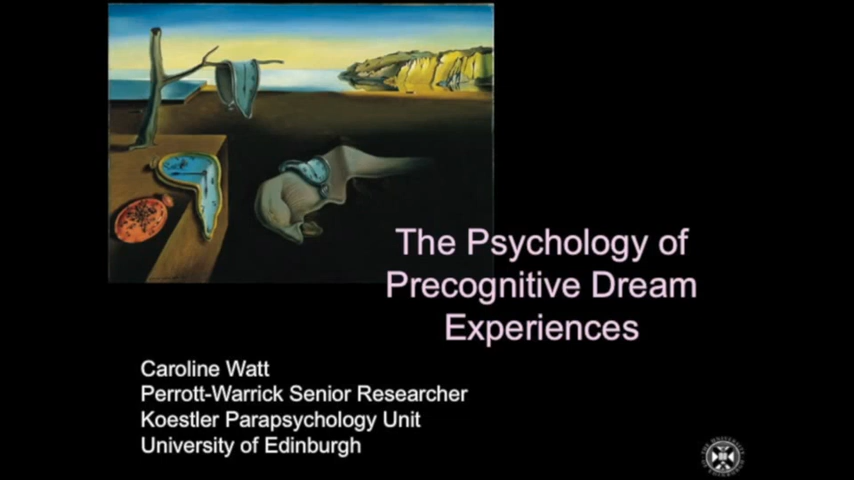 The Psychology of
Precognitive Dream
Experiences
Caroline Watt
Perrott-Warrick Senior Researcher
Koestler Parapsychology Unit
University of Edinburgh